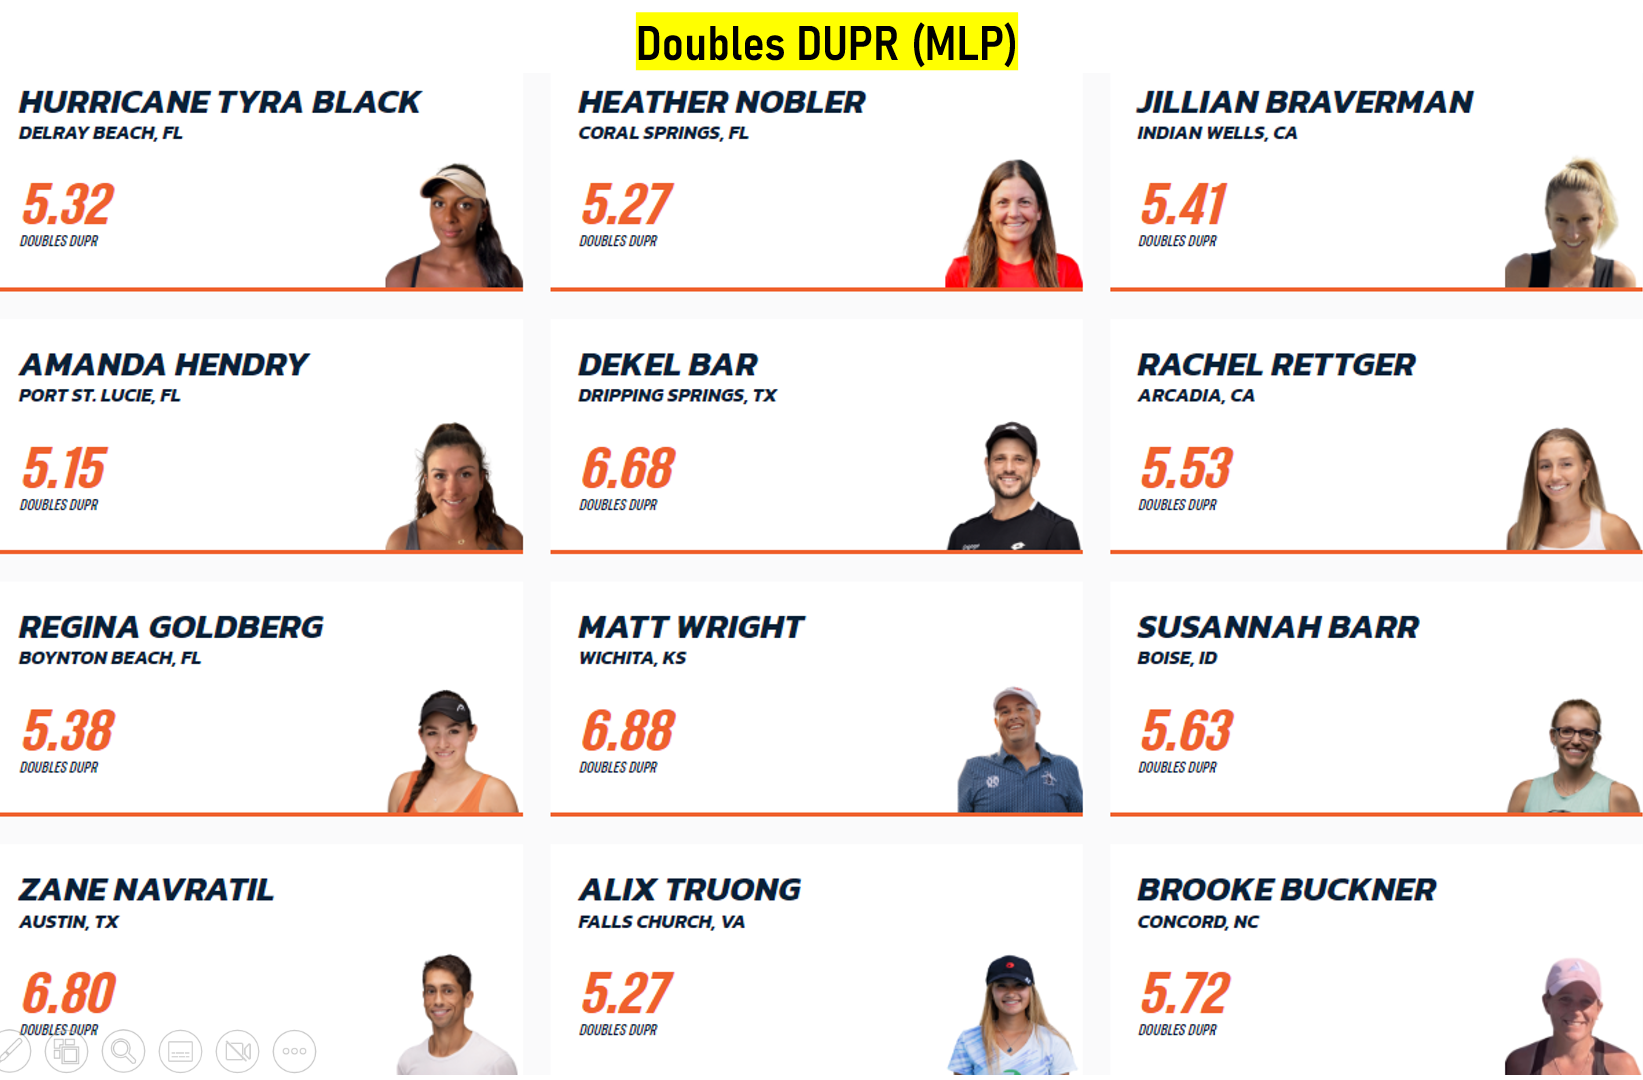 Doubles DUPR (MLP)
HURRICANE TYRA BLACK
DELRAY BEACH, FL
5.32
DOUBLES DUPR
HEATHER NOBLER
CORAL SPRINGS, FL
5.27
DOUBLES DUPR
JILLIAN BRAVERMAN
INDIAN WELLS, CA
5.41
DOUBLES DUPR
AMANDA HENDRY
PORT ST. LUCIE, FL
5.15
DOUBLES DUPR
DEKEL BAR
DRIPPING SPRINGS, TX
6.68
DOUBLES DUPR
RACHEL RETTGER
ARCADIA, CA
5.53
DOUBLES DUPR
REGINA GOLDBERG
BOYNTON BEACH, FL
5.38
DOUBLES DUPR
MATT WRIGHT
WICHITA, KS
6.88
DOUBLES DUPR
SUSANNAH BARR
BOISE, ID
5.63
DOUBLES DUPR
ZANE NAVRATIL
AUSTIN, TX
6.80
DOUBLES DUPR
ALIX TRUONG
FALLS CHURCH, VA
5.27
DOUBLES DUPR
BROOKE BUCKNER
CONCORD, NC
5.72
DOUBLES DUPR